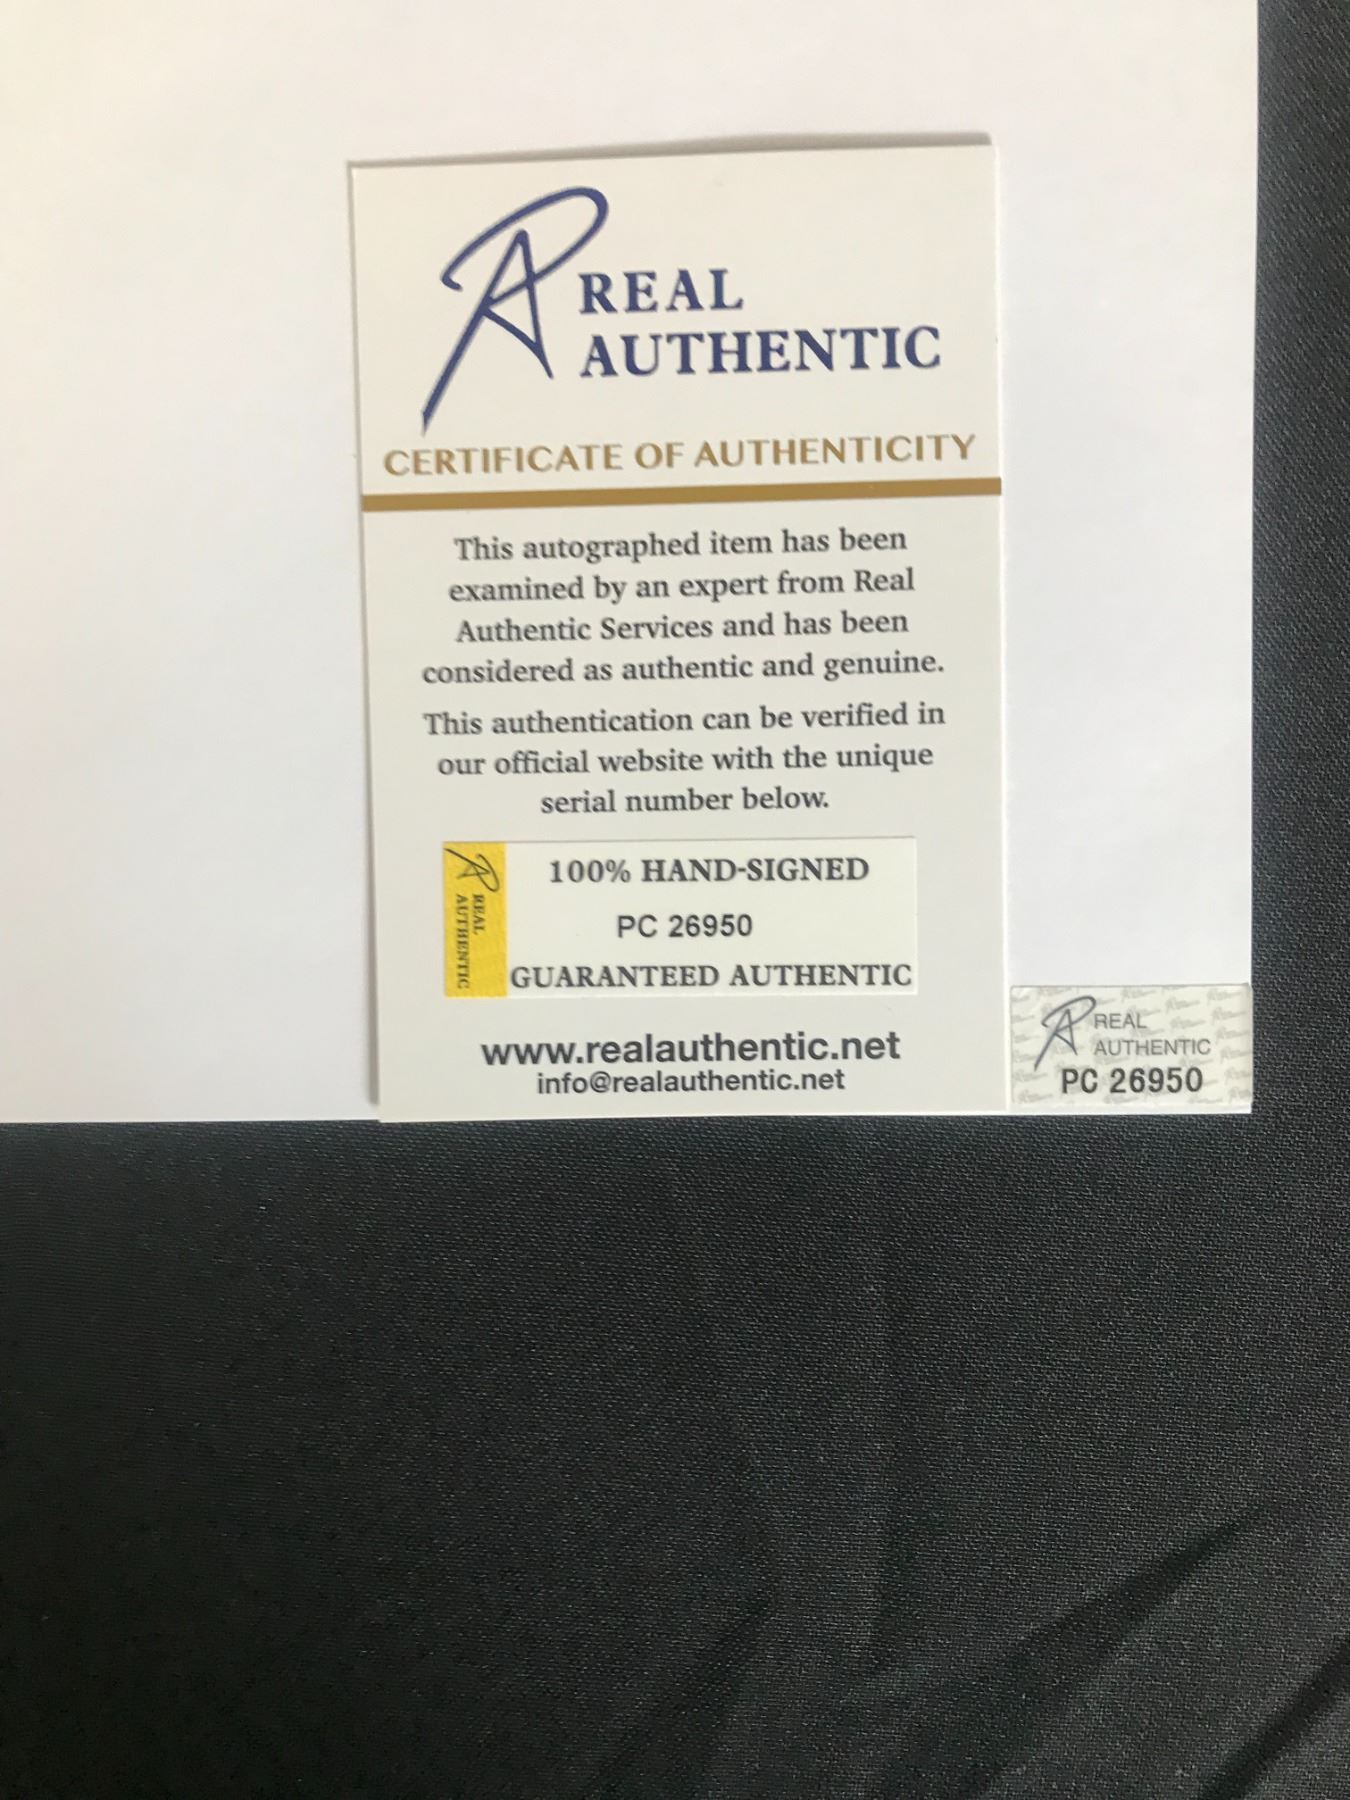 REAL
AUTHENTIC
CERTIFICATE OF AUTHENTICITY
This autographed item has been
examined by an expert from Real
Authentic Services and has been
considered as authentic and genuine.
This authentication can be verified in
our official website with the unique
serial number below.
REAL
AUTHENTIC
100% HAND-SIGNED
PC 26950
GUARANTEED AUTHENTIC
www.realauthentic.net
info@realauthentic.net
REAL
AUTHENTIC
PC 26950